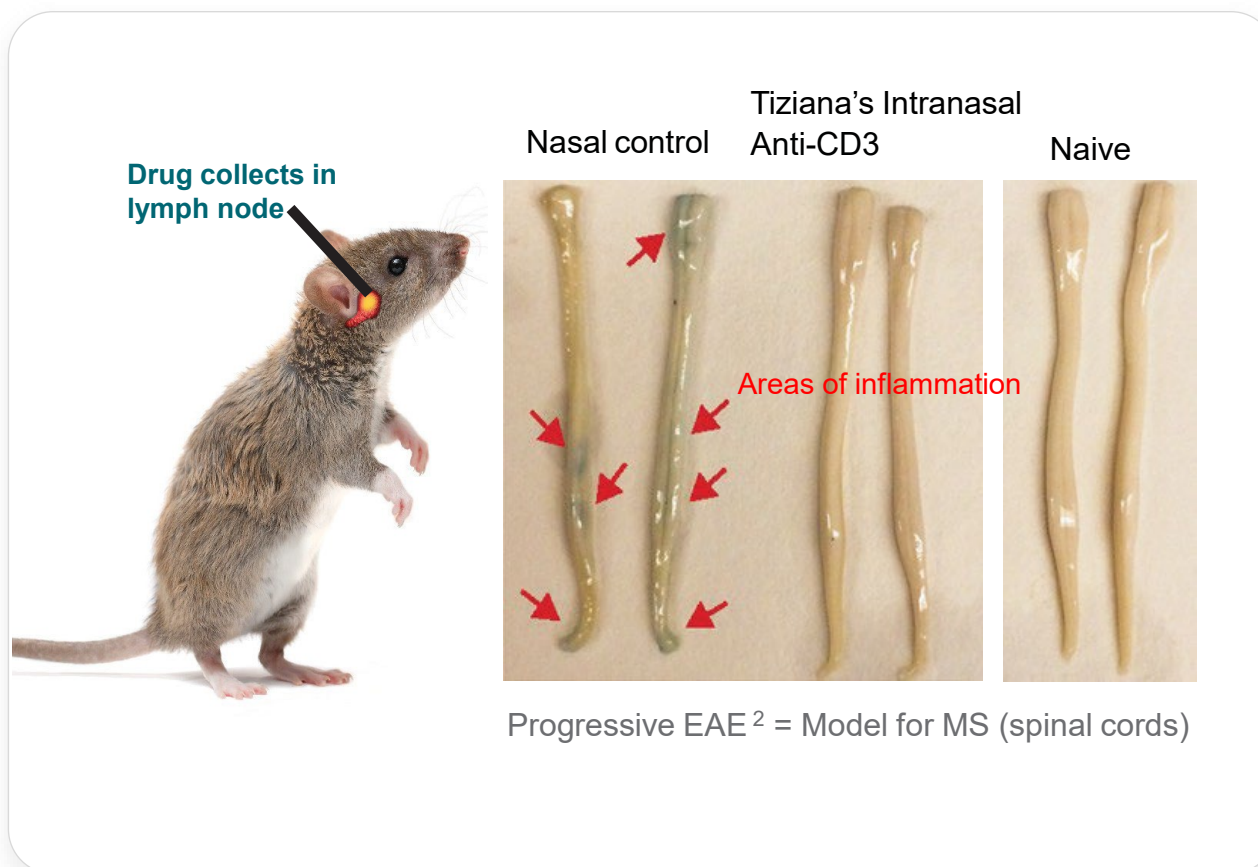 Drug collects in
lymph node
Nasal control
Tiziana’s Intranasal
Anti-CD3
Naive
Areas of inflammation
Progressive EAE ² = Model for MS (spinal cords)